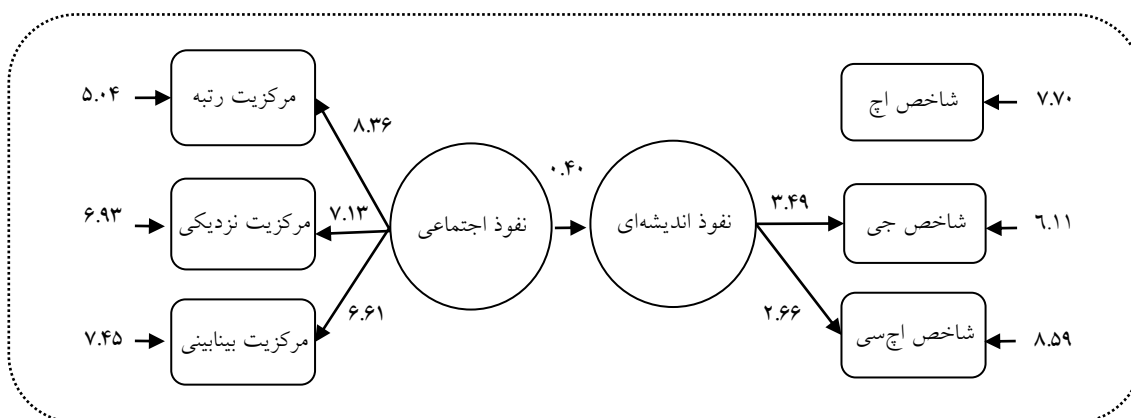 ۵.۰۴
مرکزیت رتبه
۸.۳۶
شاخص اچ
۷.۷۰
۶.۹۳
مرکزیت نزدیکی
۷.۱۳
نفوذ اجتماعی
۰.۴۰
نفوذ اندیشه‌ای
۳.۴۹
شاخص جی
٦.۱۱
۷.۴۵
مرکزیت بینابینی
۶.۶۱
۲.۶۶
شاخص اچ‌سی
۸.۵۹